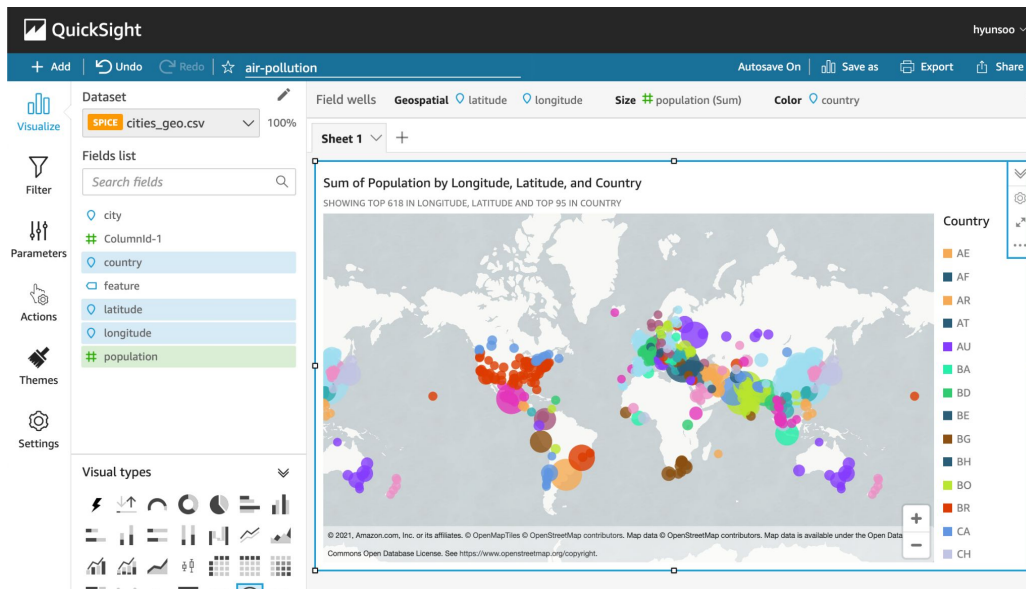 QuickSight
hyunsoo
+ Add
Undo
Redo
air-pollution
Autosave On
Save as
Export
Share
Visualize
Filter
Parameters
Actions
Themes
Settings
Dataset
SPICE cities_geo.csv
100%
Fields list
Search fields
city
# ColumnId-1
country
feature
latitude
longitude
# population
Visual types
Field wells
Geospatial latitude longitude
Size # population (Sum)
Color country
Sheet 1
+
Sum of Population by Longitude, Latitude, and Country
SHOWING TOP 618 IN LONGITUDE, LATITUDE AND TOP 95 IN COUNTRY
Country
AE
AF
AR
AT
AU
BA
BD
BE
BG
BH
BO
BR
CA
CH
+
−
© 2021, Amazon.com, Inc. or its affiliates. © OpenMapTiles © OpenStreetMap contributors. Map data © OpenStreetMap contributors. Map data is available under the Open Data
Commons Open Database License. See https://www.openstreetmap.org/copyright.